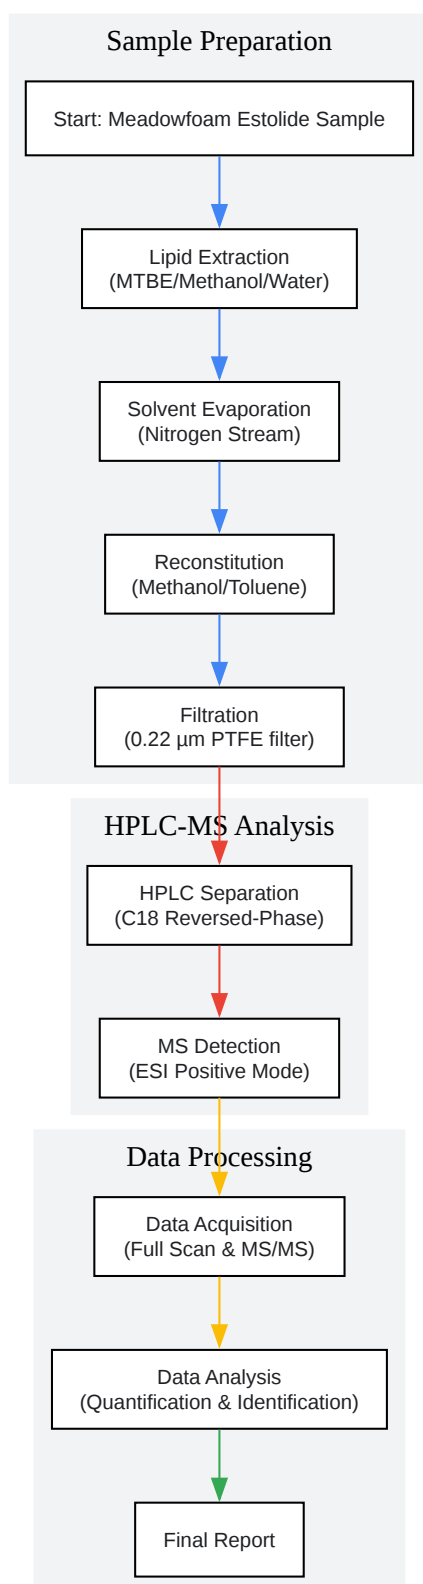 Sample Preparation
Start: Meadowfoam Estolide Sample
Lipid Extraction
(MTBE/Methanol/Water)
Solvent Evaporation
(Nitrogen Stream)
Reconstitution
(Methanol/Toluene)
Filtration
(0.22 µm PTFE filter)
HPLC-MS Analysis
HPLC Separation
(C18 Reversed-Phase)
MS Detection
(ESI Positive Mode)
Data Processing
Data Acquisition
(Full Scan & MS/MS)
Data Analysis
(Quantification & Identification)
Final Report